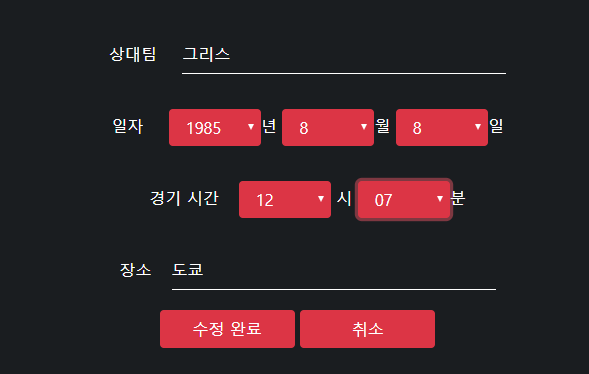 상대팀 그리스
일자 1985 년 8 월 8 일
경기 시간 12 시 07 분
장소 도쿄
수정 완료 취소